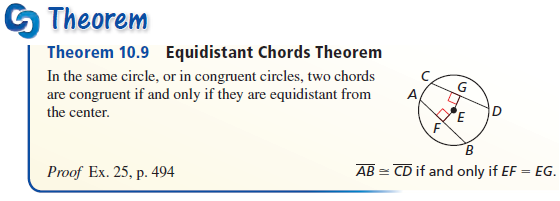 Theorem
Theorem 10.9 Equidistant Chords Theorem
In the same circle, or in congruent circles, two chords
are congruent if and only if they are equidistant from
the center.
C
G
A
E
D
F
B
Proof Ex. 25, p. 494
AB ≅ CD if and only if EF = EG.